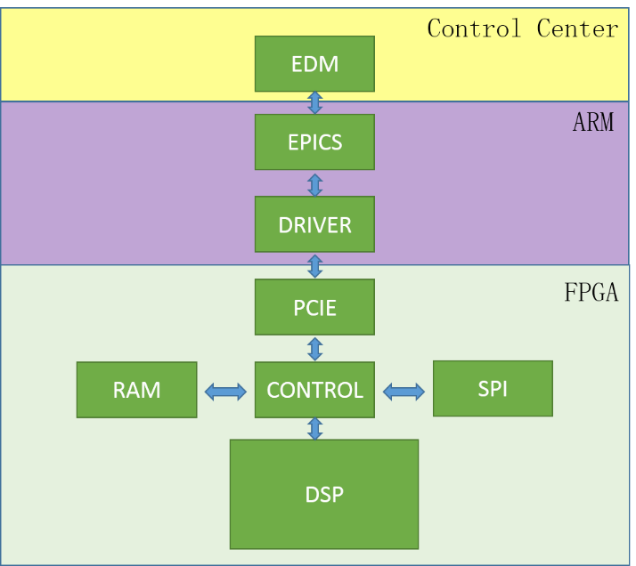 Control Center
EDM
ARM
EPICS
DRIVER
FPGA
PCIE
RAM
CONTROL
SPI
DSP